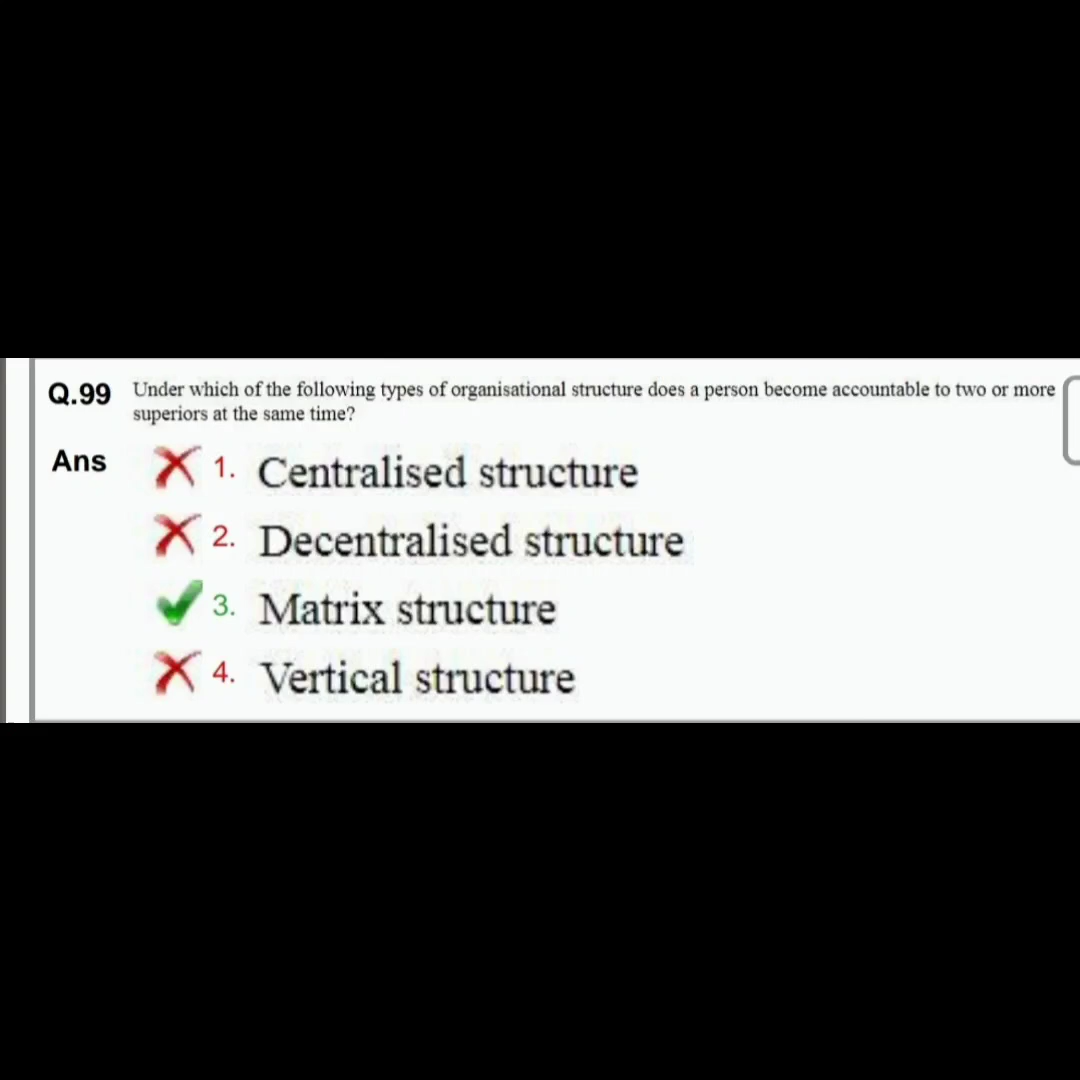 Q.99 Under which of the following types of organisational structure does a person become accountable to two or more
superiors at the same time?
Ans
1. Centralised structure
2. Decentralised structure
3. Matrix structure
4. Vertical structure